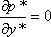 ∂p*/∂y* = 0